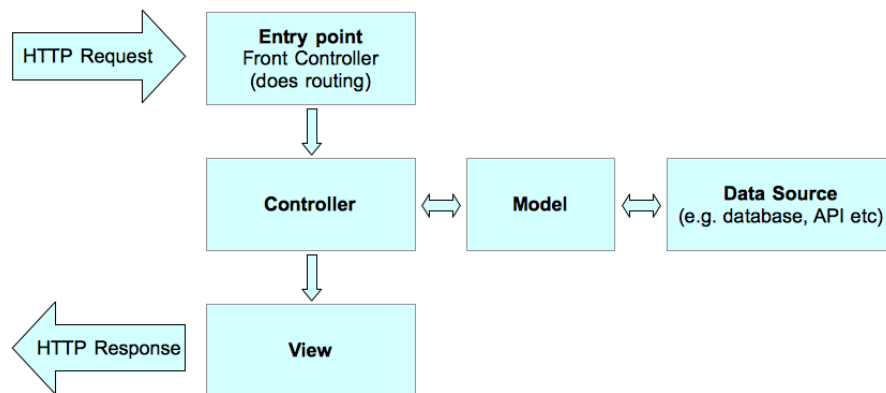 HTTP Request
Entry point
Front Controller
(does routing)
Controller
Model
Data Source
(e.g. database, API etc)
HTTP Response
View